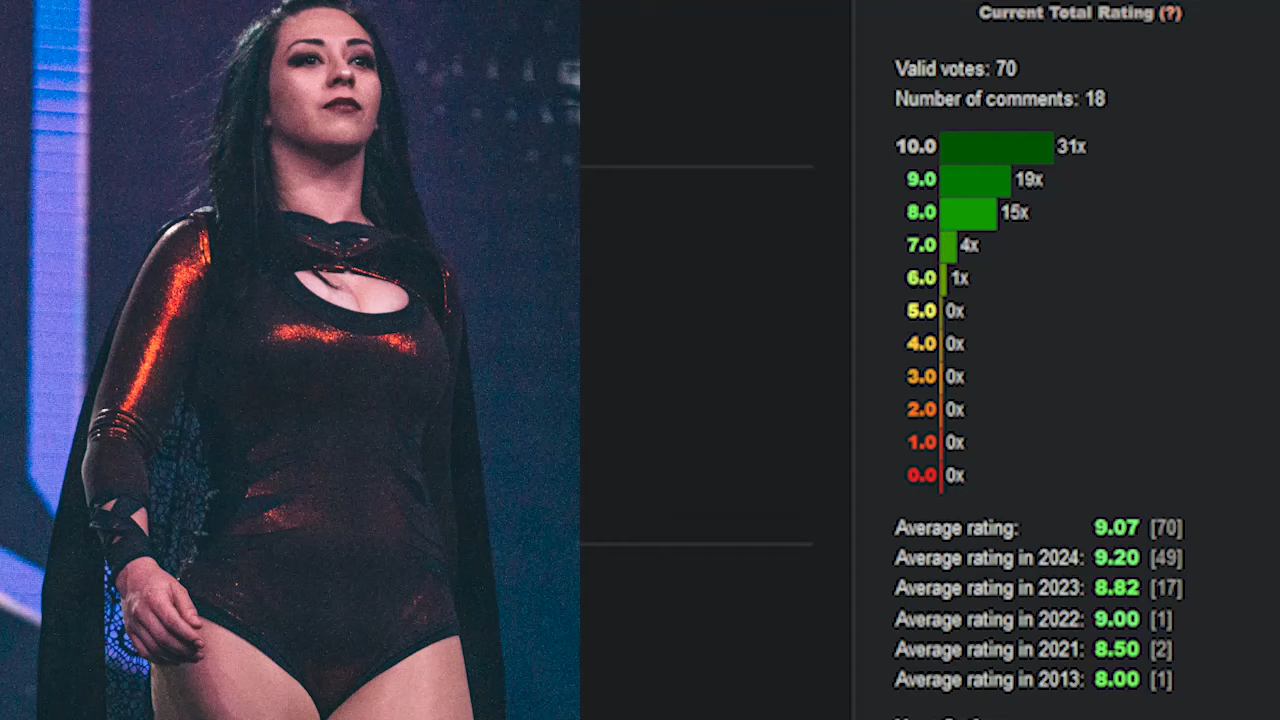 Current Total Rating (?)
Valid votes: 70
Number of comments: 18
10.0 31x
9.0 19x
8.0 15x
7.0 4x
6.0 1x
5.0 0x
4.0 0x
3.0 0x
2.0 0x
1.0 0x
0.0 0x
Average rating: 9.07 [70]
Average rating in 2024: 9.20 [49]
Average rating in 2023: 8.82 [17]
Average rating in 2022: 9.00 [1]
Average rating in 2021: 8.50 [2]
Average rating in 2013: 8.00 [1]